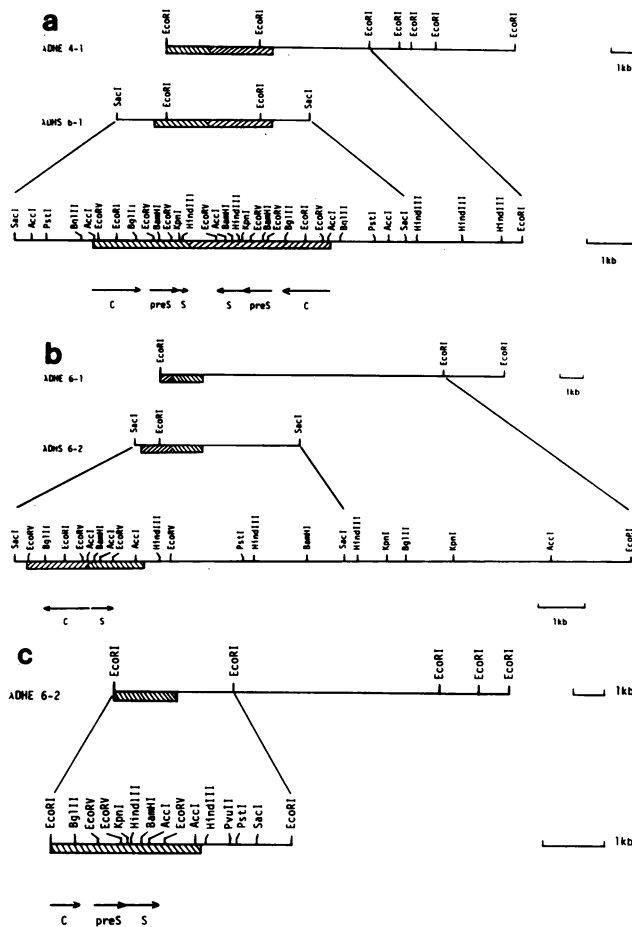 a
EcoRI EcoRI EcoRI EcoRI EcoRI EcoRI EcoRI
λDHE 4-1
1kb
SacI EcoRI EcoRI SacI
λDHS 6-1
SacI AccI PstI BglII AccI EcoRV EcoRI BglII EcoRV BamHI EcoRV KpnI HindIII EcoRV AccI BamHI HindIII KpnI EcoRV BamHI EcoRV BglII EcoRI EcoRV AccI BglII PstI AccI SacI HindIII HindIII HindIII EcoRI
1kb
C preS S S preS C
b
EcoRI EcoRI EcoRI
λDHE 6-1
1kb
SacI EcoRI SacI
λDHS 6-2
SacI EcoRV BglII EcoRI EcoRV AccI BamHI AccI EcoRV AccI HindIII EcoRV PstI HindIII BamHI SacI HindIII KpnI BglII KpnI AccI EcoRI
C S
1kb
c
EcoRI EcoRI EcoRI EcoRI EcoRI
λDHE 6-2
1kb
EcoRI BglII EcoRV EcoRV KpnI HindIII BamHI AccI EcoRV AccI HindIII PvuII PstI SacI EcoRI
1kb
C preS S